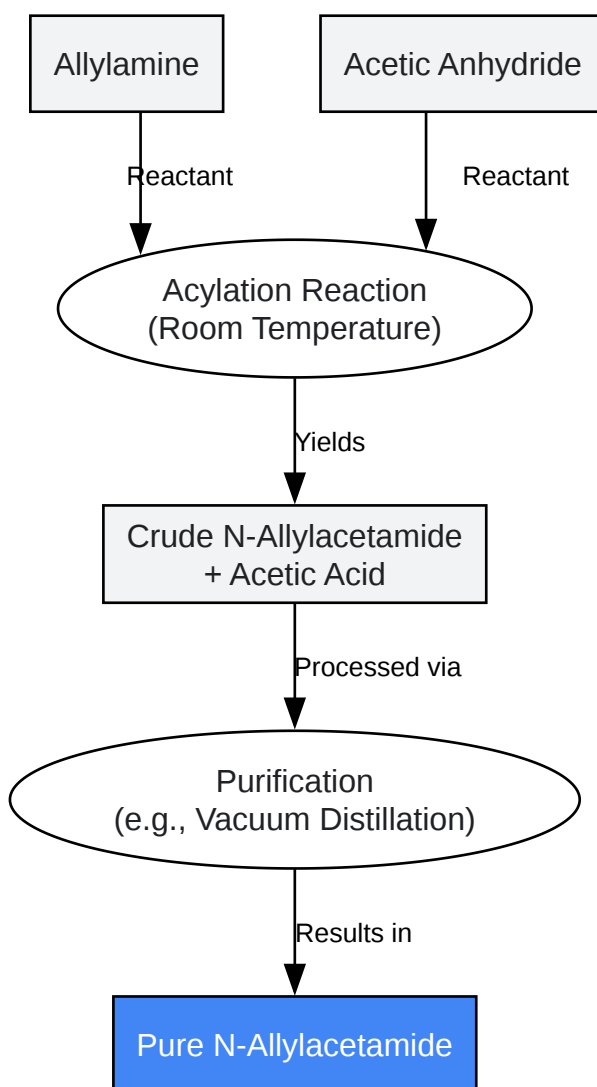 Allylamine
Acetic Anhydride
Reactant
Reactant
Acylation Reaction
(Room Temperature)
Yields
Crude N-Allylacetamide
+ Acetic Acid
Processed via
Purification
(e.g., Vacuum Distillation)
Results in
Pure N-Allylacetamide